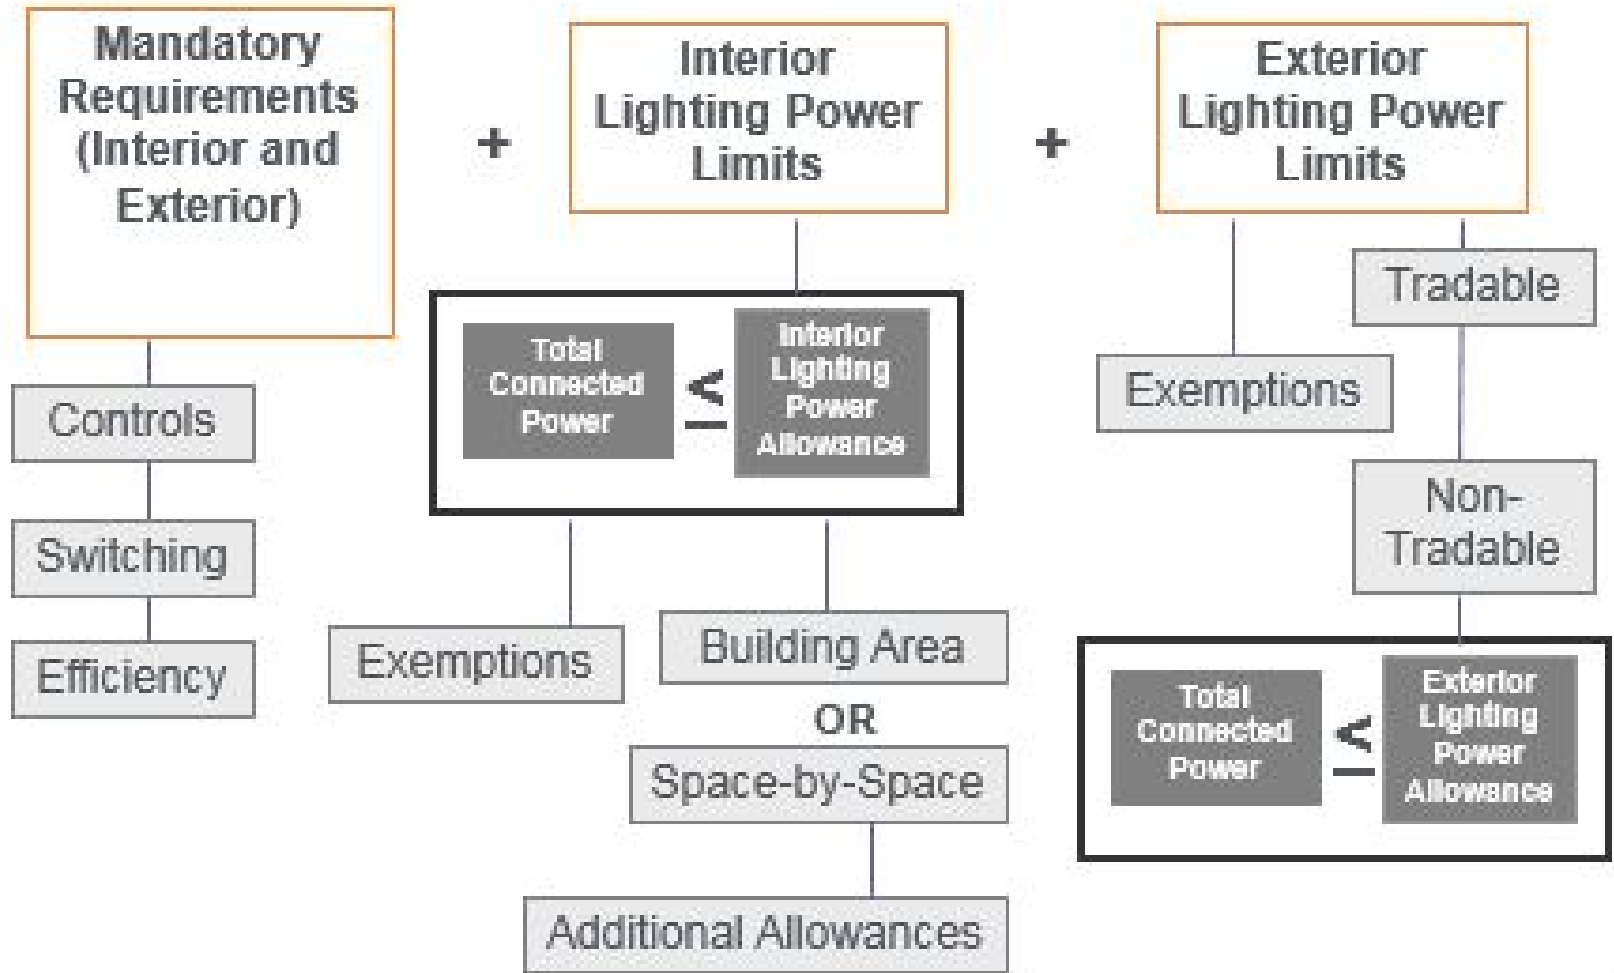 Mandatory
Requirements
(Interior and
Exterior)
+
Interior
Lighting Power
Limits
+
Exterior
Lighting Power
Limits
Controls
Switching
Efficiency
Total
Connected
Power
≤
Interior
Lighting
Power
Allowance
Exemptions
Building Area
OR
Space-by-Space
Additional Allowances
Exemptions
Tradable
Non-
Tradable
Total
Connected
Power
≤
Exterior
Lighting
Power
Allowance